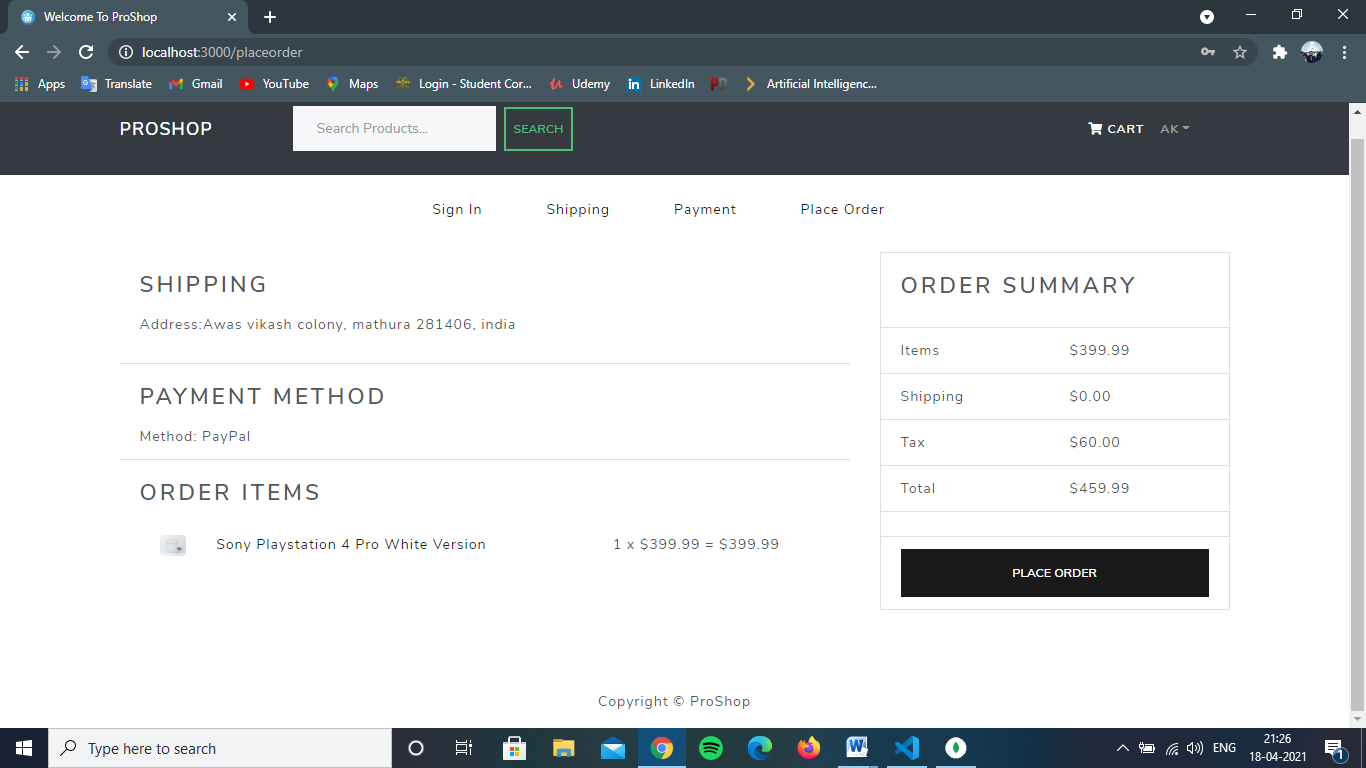 Welcome To ProShop
localhost:3000/placeorder
Apps Translate Gmail YouTube Maps Login - Student Cor... Udemy LinkedIn Artificial Intelligenc...
PROSHOP Search Products... SEARCH CART AK
Sign In Shipping Payment Place Order
SHIPPING
Address:Awas vikash colony, mathura 281406, india
PAYMENT METHOD
Method: PayPal
ORDER ITEMS
Sony Playstation 4 Pro White Version 1 x $399.99 = $399.99
ORDER SUMMARY
Items $399.99
Shipping $0.00
Tax $60.00
Total $459.99
PLACE ORDER
Copyright © ProShop
Type here to search
ENG
21:26
18-04-2021
1